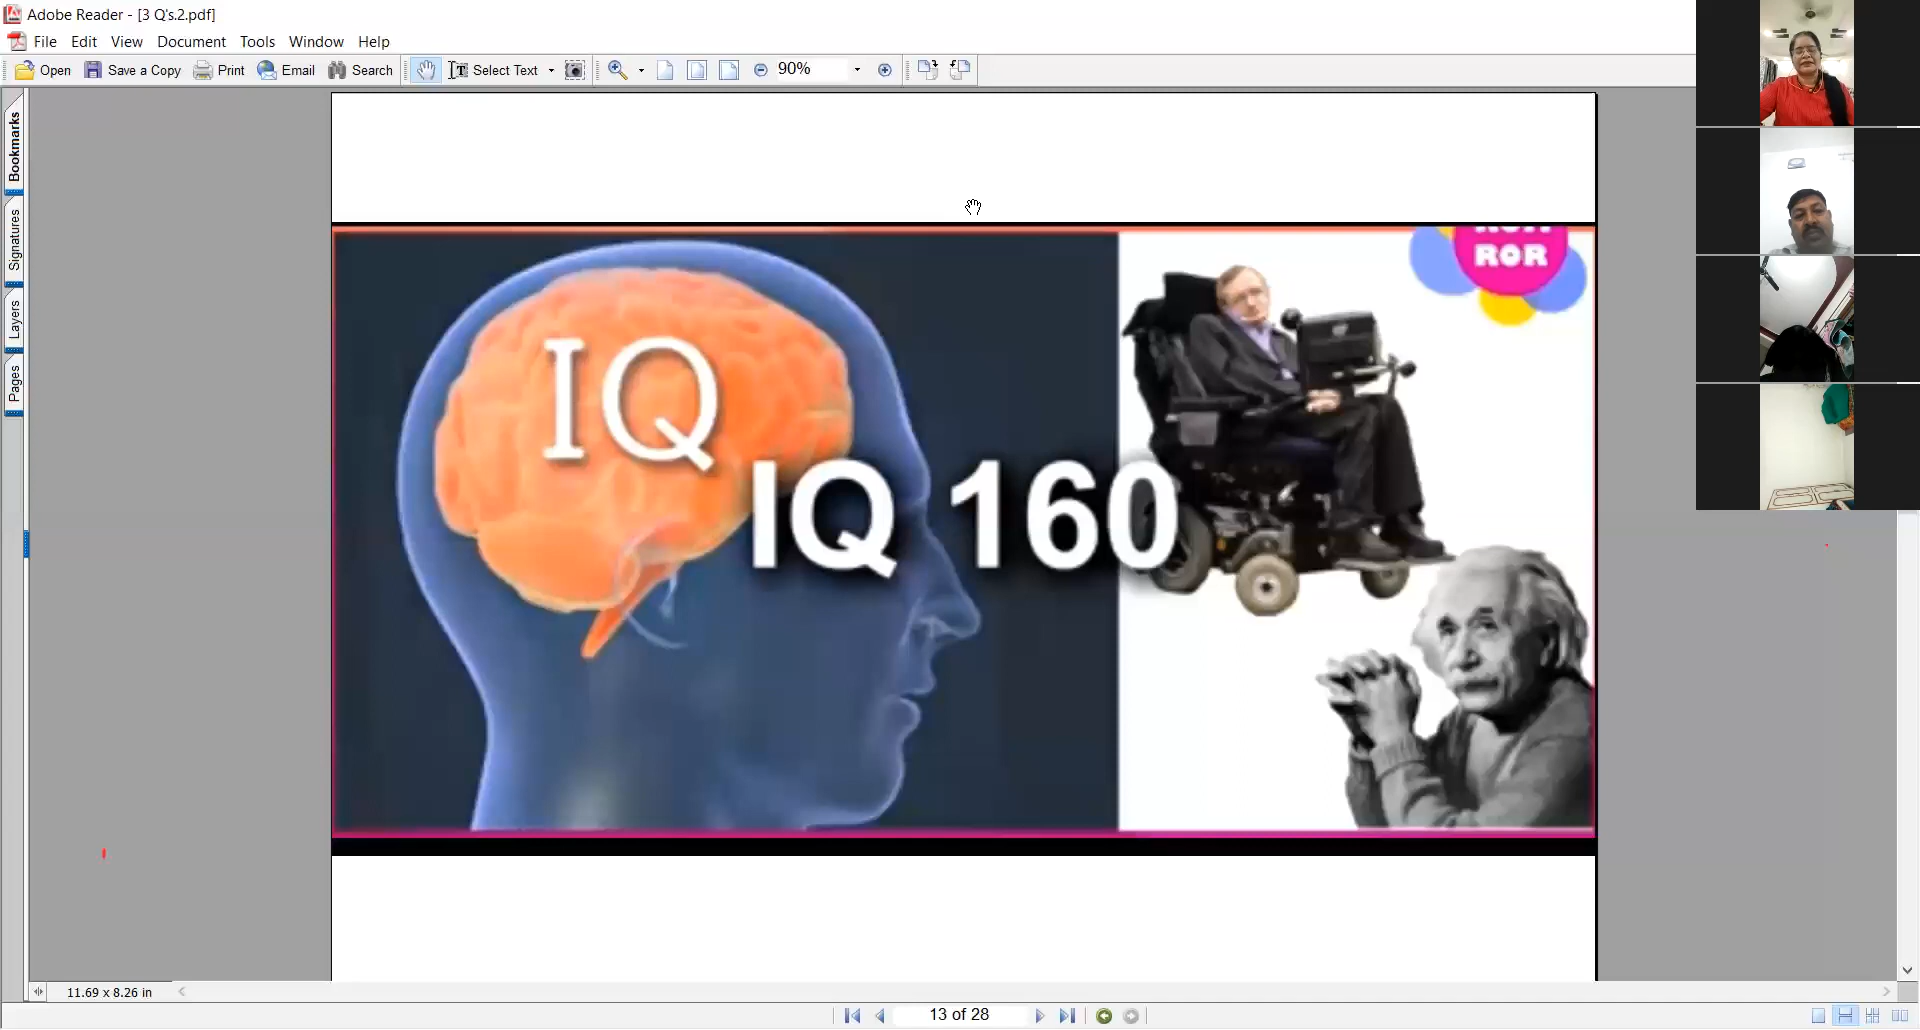 Adobe Reader - [3 Q's.2.pdf]
File Edit View Document Tools Window Help
Open Save a Copy Print Email Search Select Text 90%
Bookmarks
Signatures
Layers
Pages
ROR
IQ
IQ 160
11.69 x 8.26 in
13 of 28